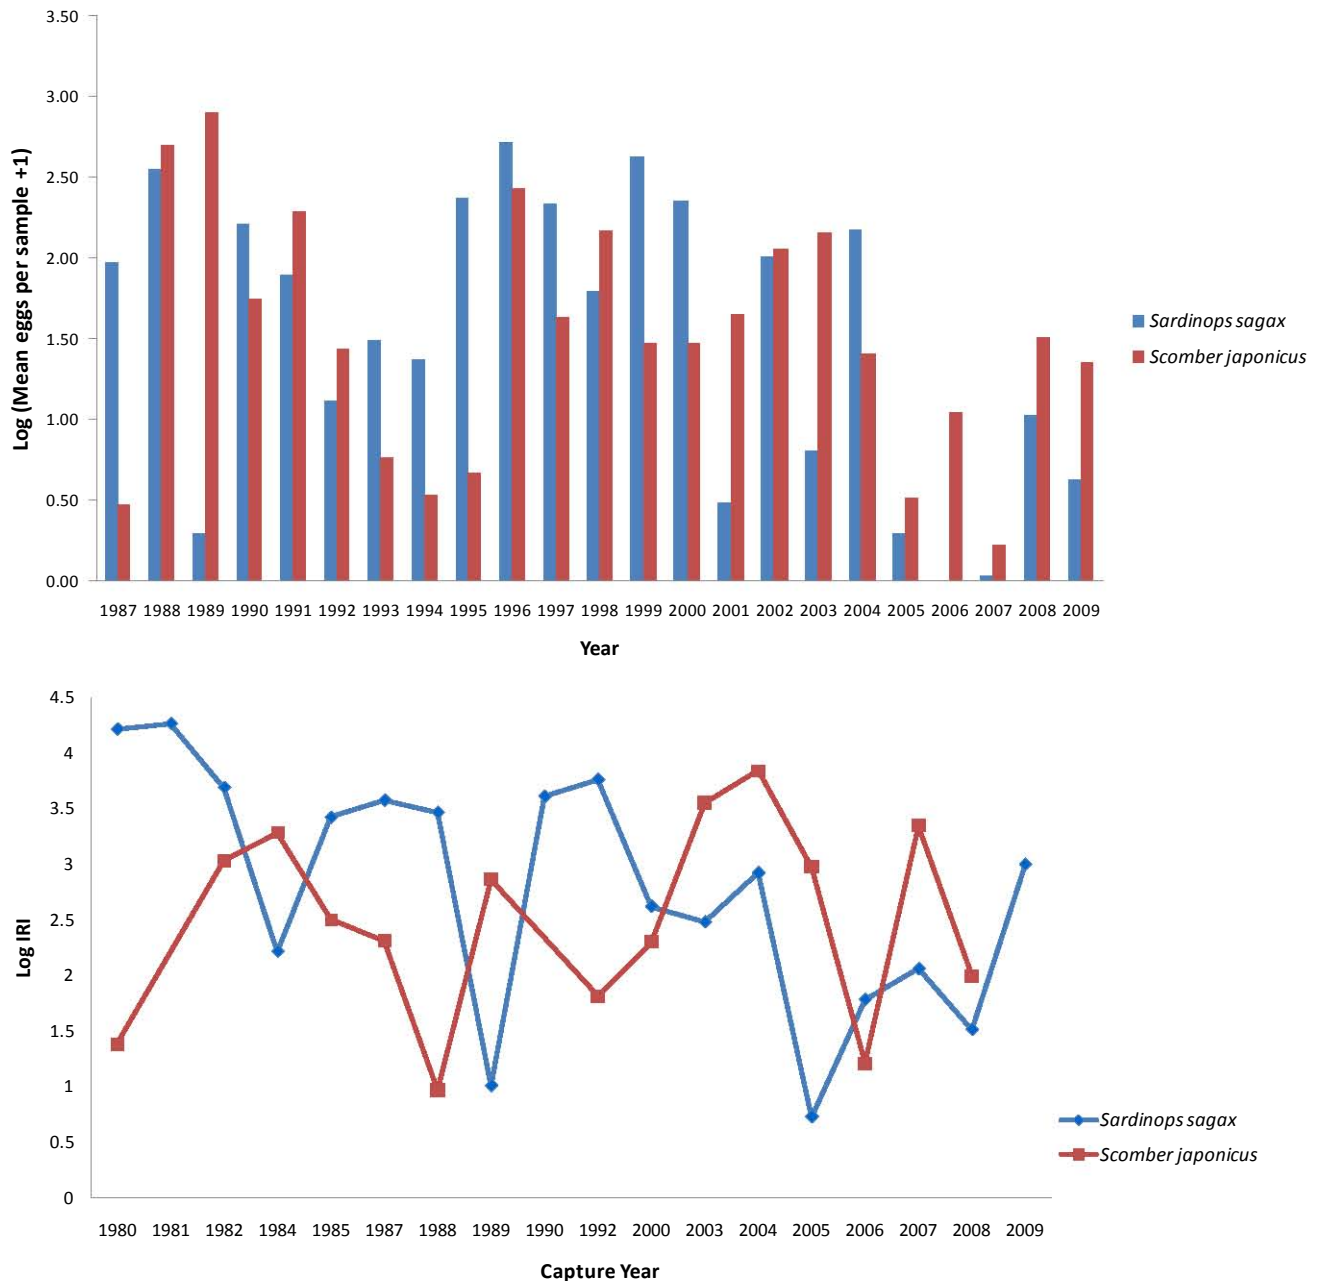 3.50
3.00
2.50
2.00
1.50
1.00
0.50
0.00
Log (Mean eggs per sample +1)
1987 1988 1989 1990 1991 1992 1993 1994 1995 1996 1997 1998 1999 2000 2001 2002 2003 2004 2005 2006 2007 2008 2009
Year
Sardinops sagax
Scomber japonicus
4.5
4
3.5
3
2.5
2
1.5
1
0.5
0
Log IRI
1980 1981 1982 1984 1985 1987 1988 1989 1990 1992 2000 2003 2004 2005 2006 2007 2008 2009
Capture Year
Sardinops sagax
Scomber japonicus